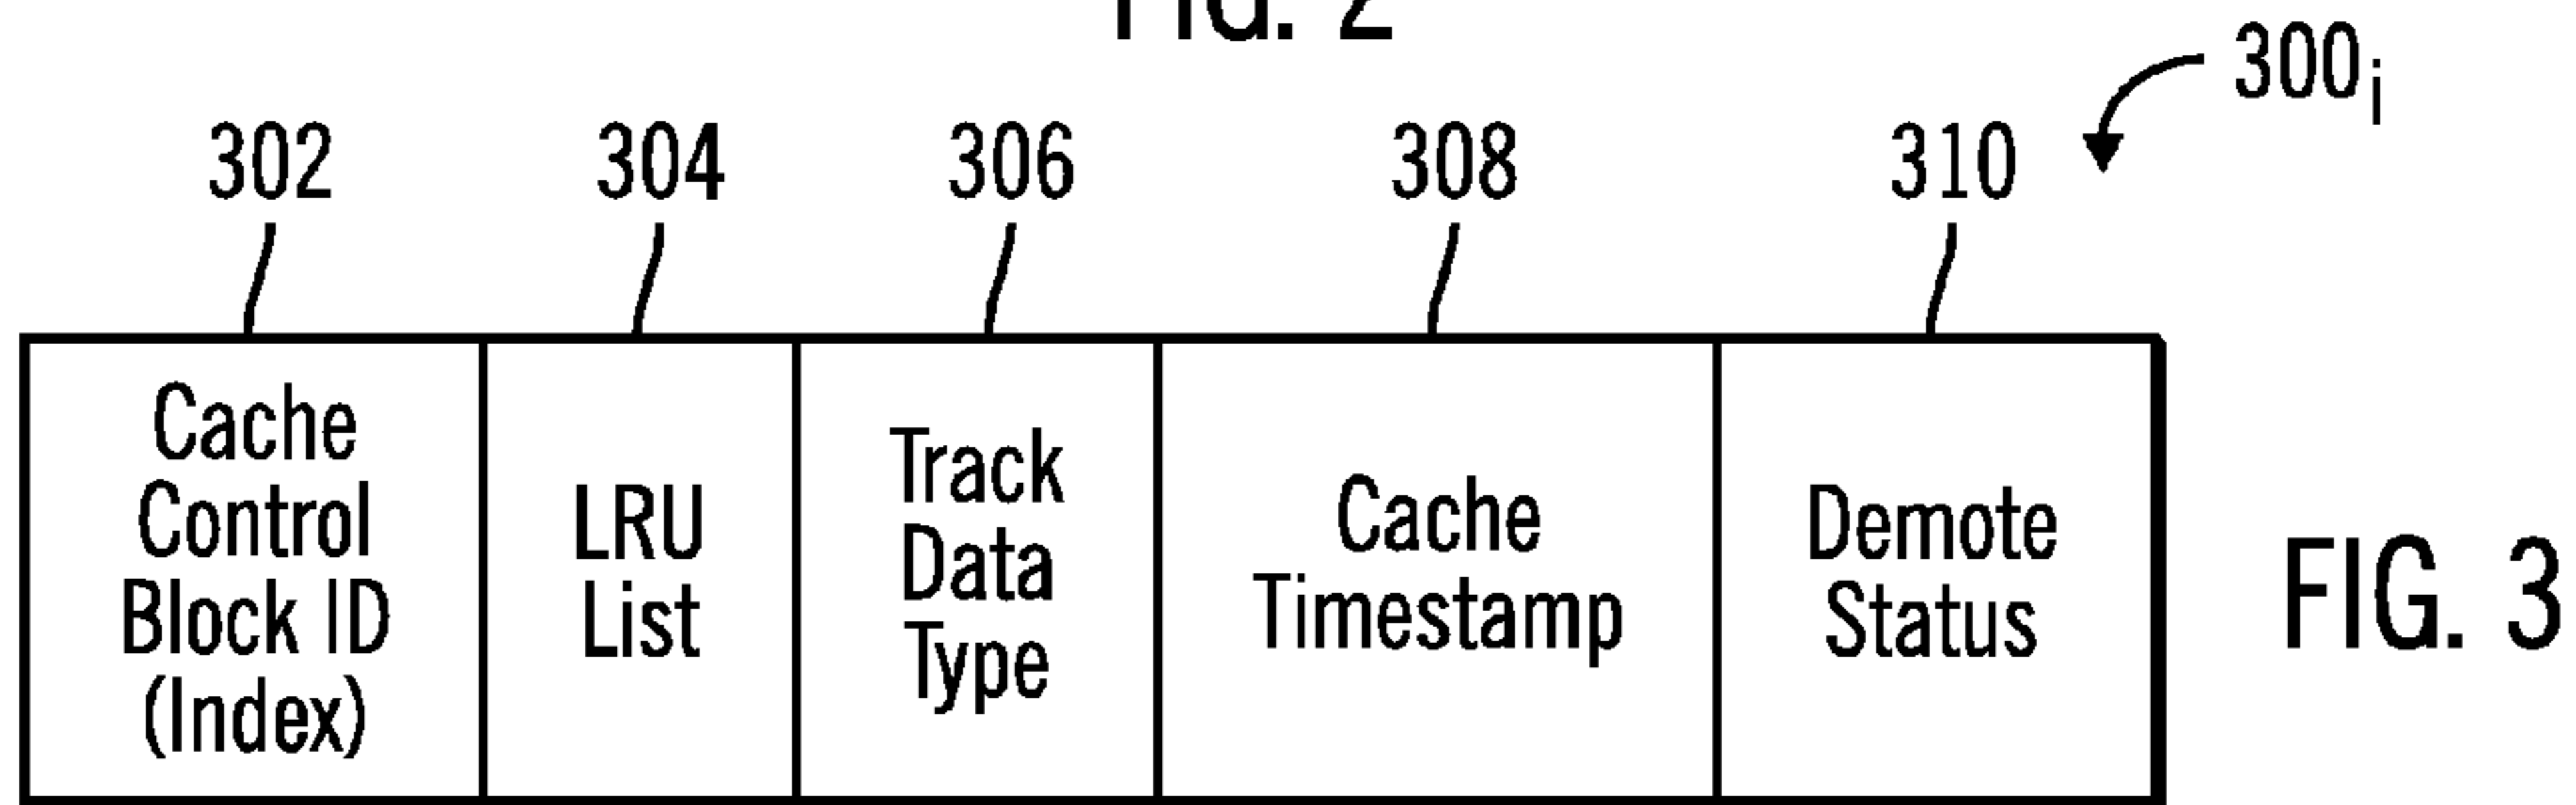 FIG. 2
300i
302 304 306 308 310
Cache
Control
Block ID
(Index)
LRU
List
Track
Data
Type
Cache
Timestamp
Demote
Status
FIG. 3